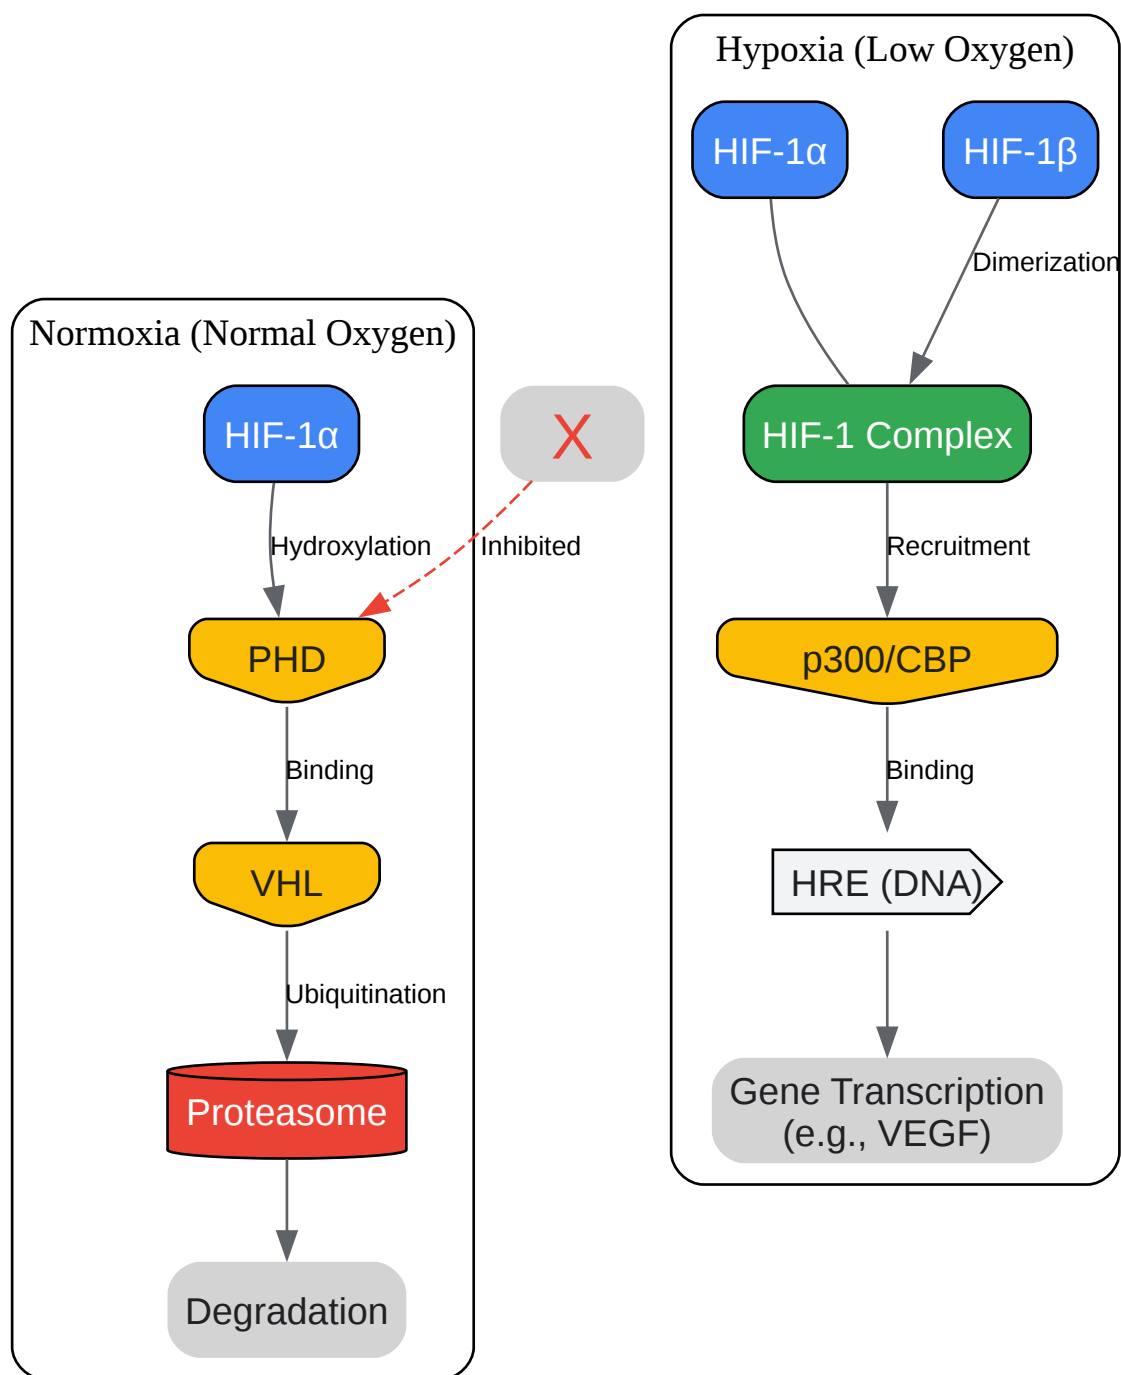 Normoxia (Normal Oxygen)
HIF-1α
Hydroxylation
PHD
Binding
VHL
Ubiquitination
Proteasome
Degradation
X
Inhibited
Hypoxia (Low Oxygen)
HIF-1α
HIF-1β
Dimerization
HIF-1 Complex
Recruitment
p300/CBP
Binding
HRE (DNA)
Gene Transcription
(e.g., VEGF)